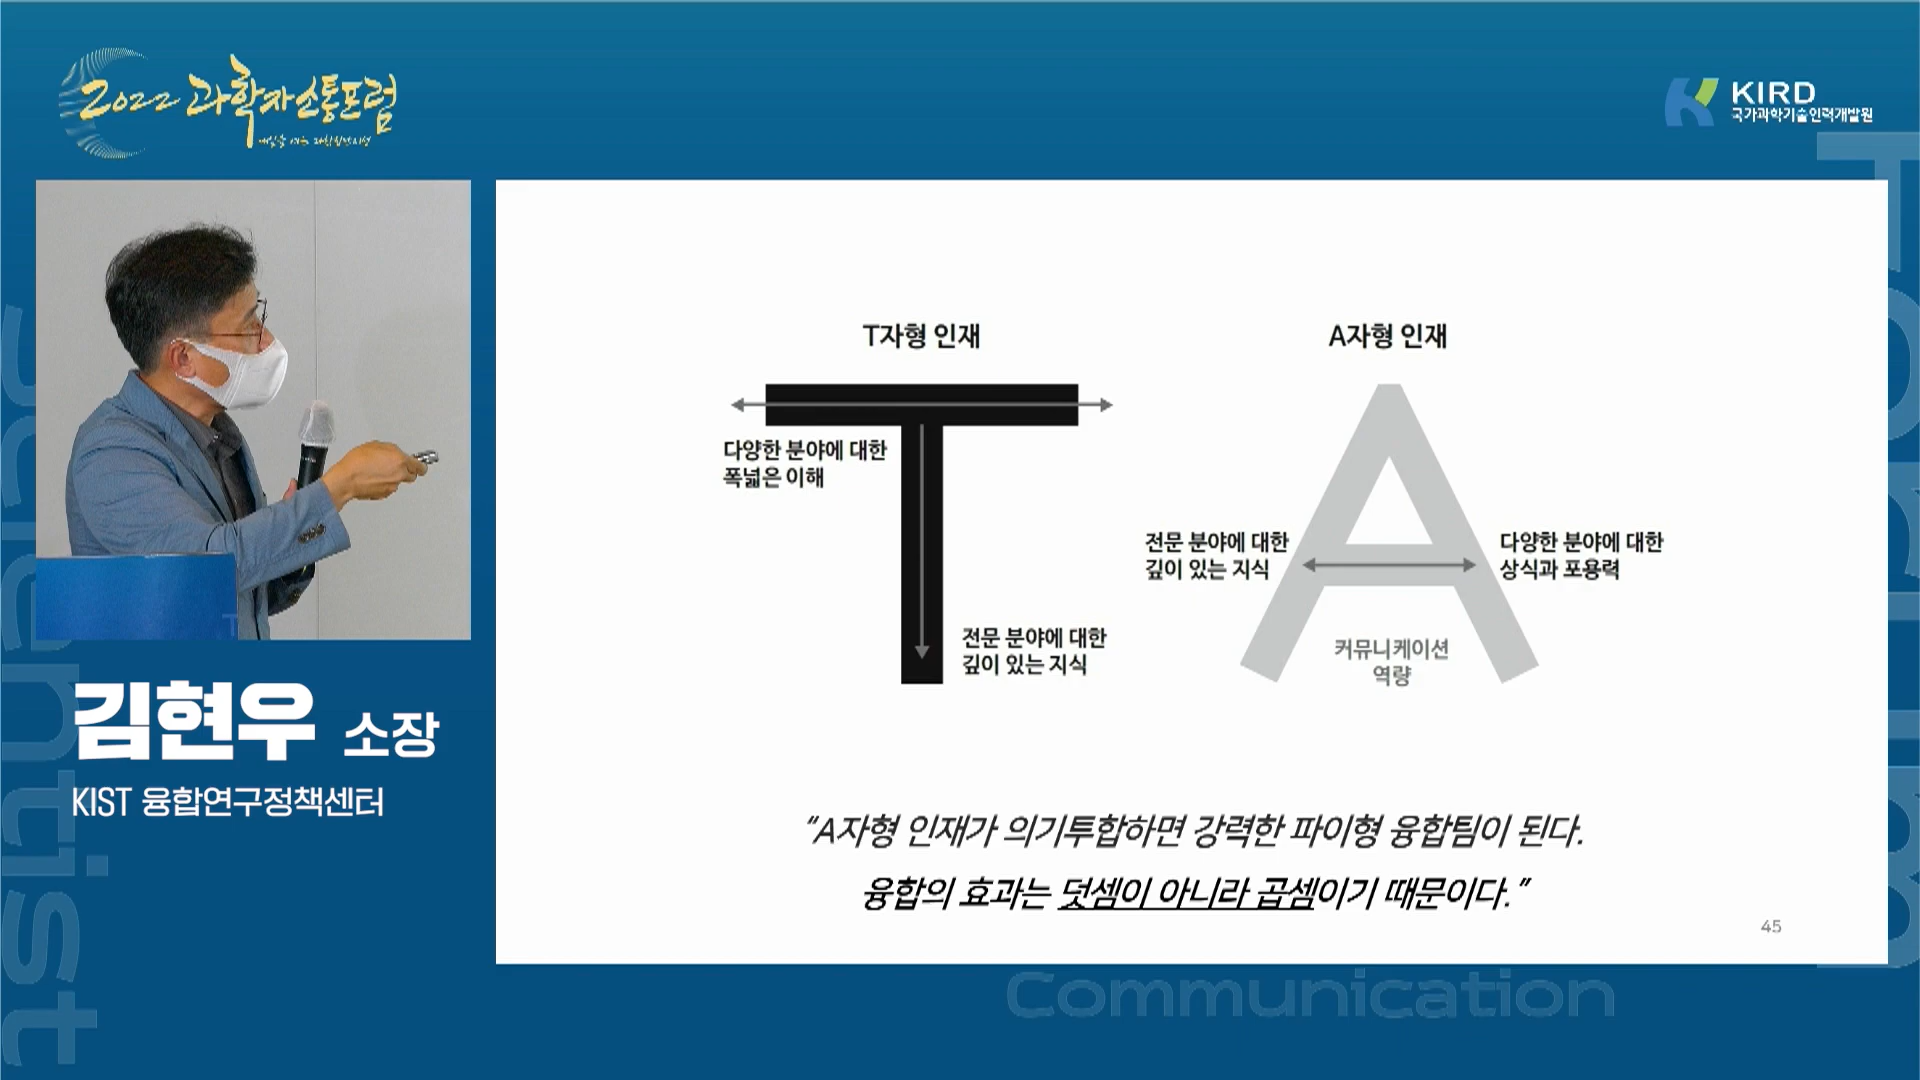 2022 과학자소통포럼
KIRD
국가과학기술인력개발원
T자형 인재
A자형 인재
다양한 분야에 대한
폭넓은 이해
전문 분야에 대한
깊이 있는 지식
전문 분야에 대한
깊이 있는 지식
다양한 분야에 대한
상식과 포용력
커뮤니케이션
역량
“A자형 인재가 의기투합하면 강력한 파이형 융합팀이 된다.
융합의 효과는 덧셈이 아니라 곱셈이기 때문이다.”
45
김현우 소장
KIST 융합연구정책센터
Communication
Scientist